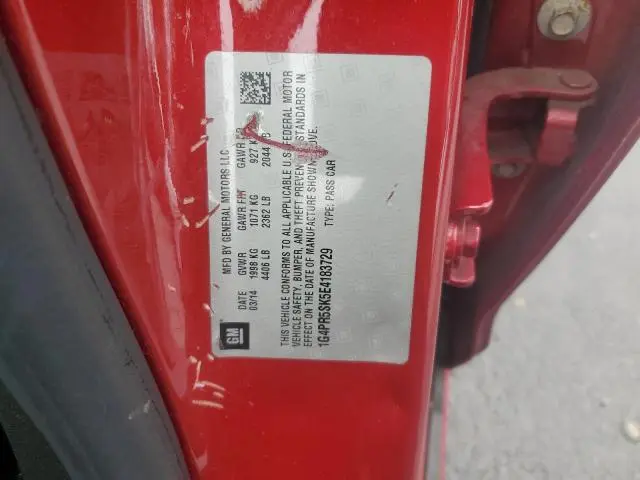 GM
MFD BY GENERAL MOTORS LLC
DATE GVWR GAWR FRT GAWR RR
03/14 1998 KG 1071 KG 927 KG
4406 LB 2362 LB 2044
THIS VEHICLE CONFORMS TO ALL APPLICABLE U.S. FEDERAL MOTOR
VEHICLE SAFETY, BUMPER, AND THEFT PREVENTION STANDARDS IN
EFFECT ON THE DATE OF MANUFACTURE SHOWN ABOVE.
1G4PR5SK5E4183729 TYPE: PASS CAR